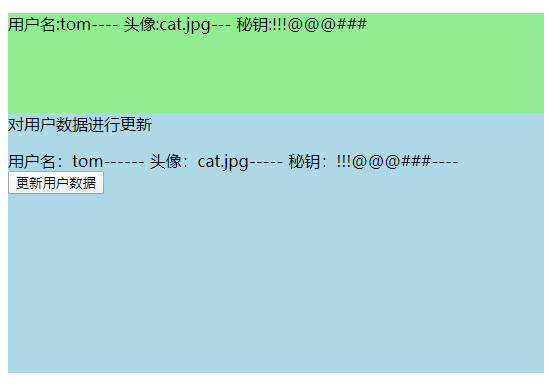 用户名:tom---- 头像:cat.jpg--- 秘钥:!!!@@@###
对用户数据进行更新
用户名：tom------ 头像：cat.jpg----- 秘钥：!!!@@@###----
更新用户数据